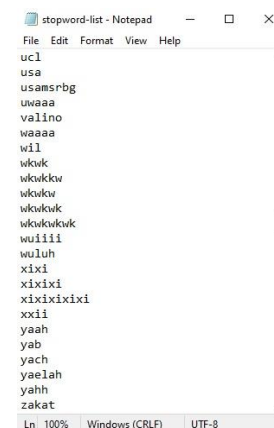 stopword-list - Notepad
File Edit Format View Help
ucl
usa
usamsrbg
uwaaa
valino
waaaa
wil
wkwk
wkwkkw
wkwkw
wkwkwk
wkwkwkwk
wuiiii
wuluh
xixi
xixixi
xixixixixi
xxii
yaah
yab
yach
yaelah
yahh
zakat
Ln 100% Windows (CRLF) UTF-8